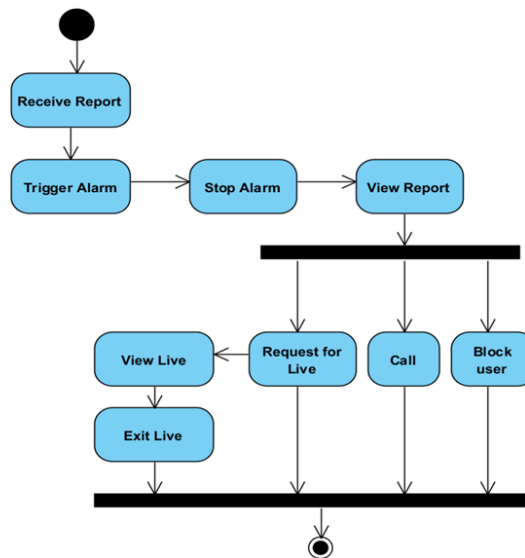 Receive Report
Trigger Alarm
Stop Alarm
View Report
View Live
Request for
Live
Call
Block
user
Exit Live